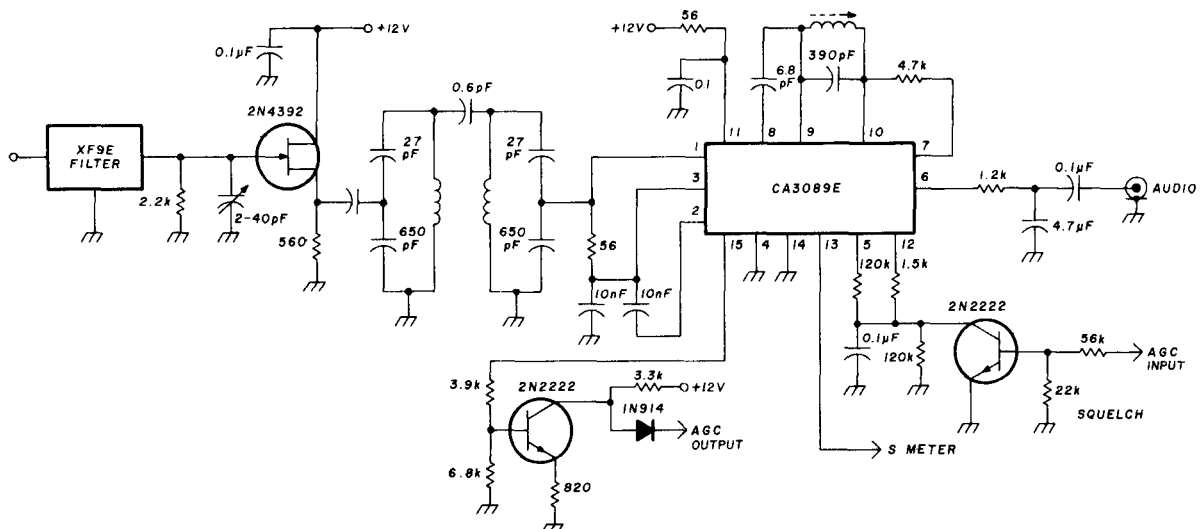 +12V
0.1µF
2N4392
XF9E
FILTER
2.2k
2-40pF
560
27
pF
650
pF
0.6pF
27
pF
650
pF
56
10nF
10nF
+12V
56
0.1
6.8
pF
390pF
4.7k
11
8
9
10
7
6
1
3
2
15
4
14
13
5
12
CA3089E
1.2k
0.1µF
AUDIO
4.7µF
120k
1.5k
0.1µF
120k
2N2222
56k
AGC
INPUT
22k
SQUELCH
S METER
3.9k
6.8k
2N2222
3.3k
+12V
1N914
AGC
OUTPUT
820